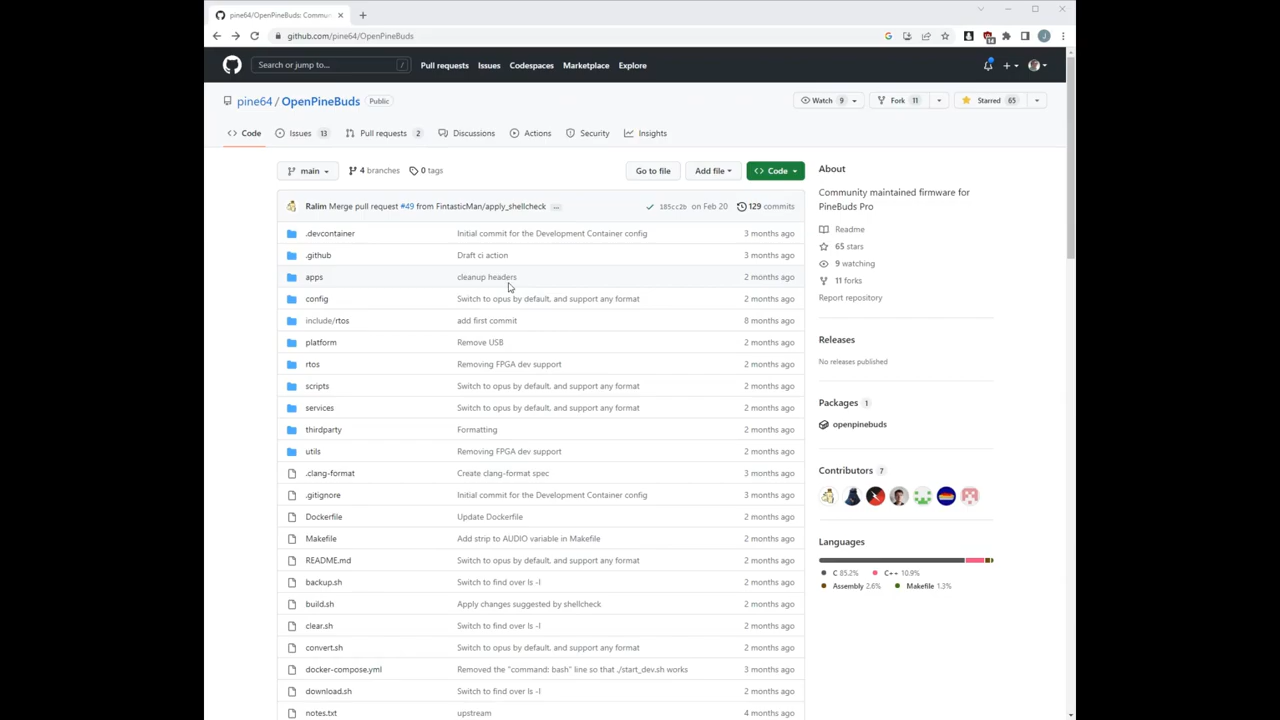 pine64/OpenPineBuds: Commun
github.com/pine64/OpenPineBuds
Search or jump to... /
Pull requests Issues Codespaces Marketplace Explore
pine64 / OpenPineBuds Public
Watch 9 Fork 11 Starred 65
Code Issues 13 Pull requests 2 Discussions Actions Security Insights
main 4 branches 0 tags Go to file Add file Code
Ralim Merge pull request #49 from FintasticMan/apply_shellcheck ... 185cc2b on Feb 20 129 commits
.devcontainer Initial commit for the Development Container config 3 months ago
.github Draft ci action 3 months ago
apps cleanup headers 2 months ago
config Switch to opus by default, and support any format 2 months ago
include/rtos add first commit 8 months ago
platform Remove USB 2 months ago
rtos Removing FPGA dev support 2 months ago
scripts Switch to opus by default, and support any format 2 months ago
services Switch to opus by default, and support any format 2 months ago
thirdparty Formatting 2 months ago
utils Removing FPGA dev support 2 months ago
.clang-format Create clang-format spec 3 months ago
.gitignore Initial commit for the Development Container config 3 months ago
Dockerfile Update Dockerfile 2 months ago
Makefile Add strip to AUDIO variable in Makefile 2 months ago
README.md Switch to opus by default, and support any format 2 months ago
backup.sh Switch to find over ls -l 2 months ago
build.sh Apply changes suggested by shellcheck 2 months ago
clear.sh Switch to find over ls -l 2 months ago
convert.sh Switch to opus by default, and support any format 2 months ago
docker-compose.yml Removed the "command: bash" line so that ./start_dev.sh works 3 months ago
download.sh Switch to find over ls -l 2 months ago
notes.txt upstream 4 months ago
About
Community maintained firmware for
PineBuds Pro
Readme
65 stars
9 watching
11 forks
Report repository
Releases
No releases published
Packages 1
openpinebuds
Contributors 7
Languages
C 85.2% C++ 10.9%
Assembly 2.6% Makefile 1.3%